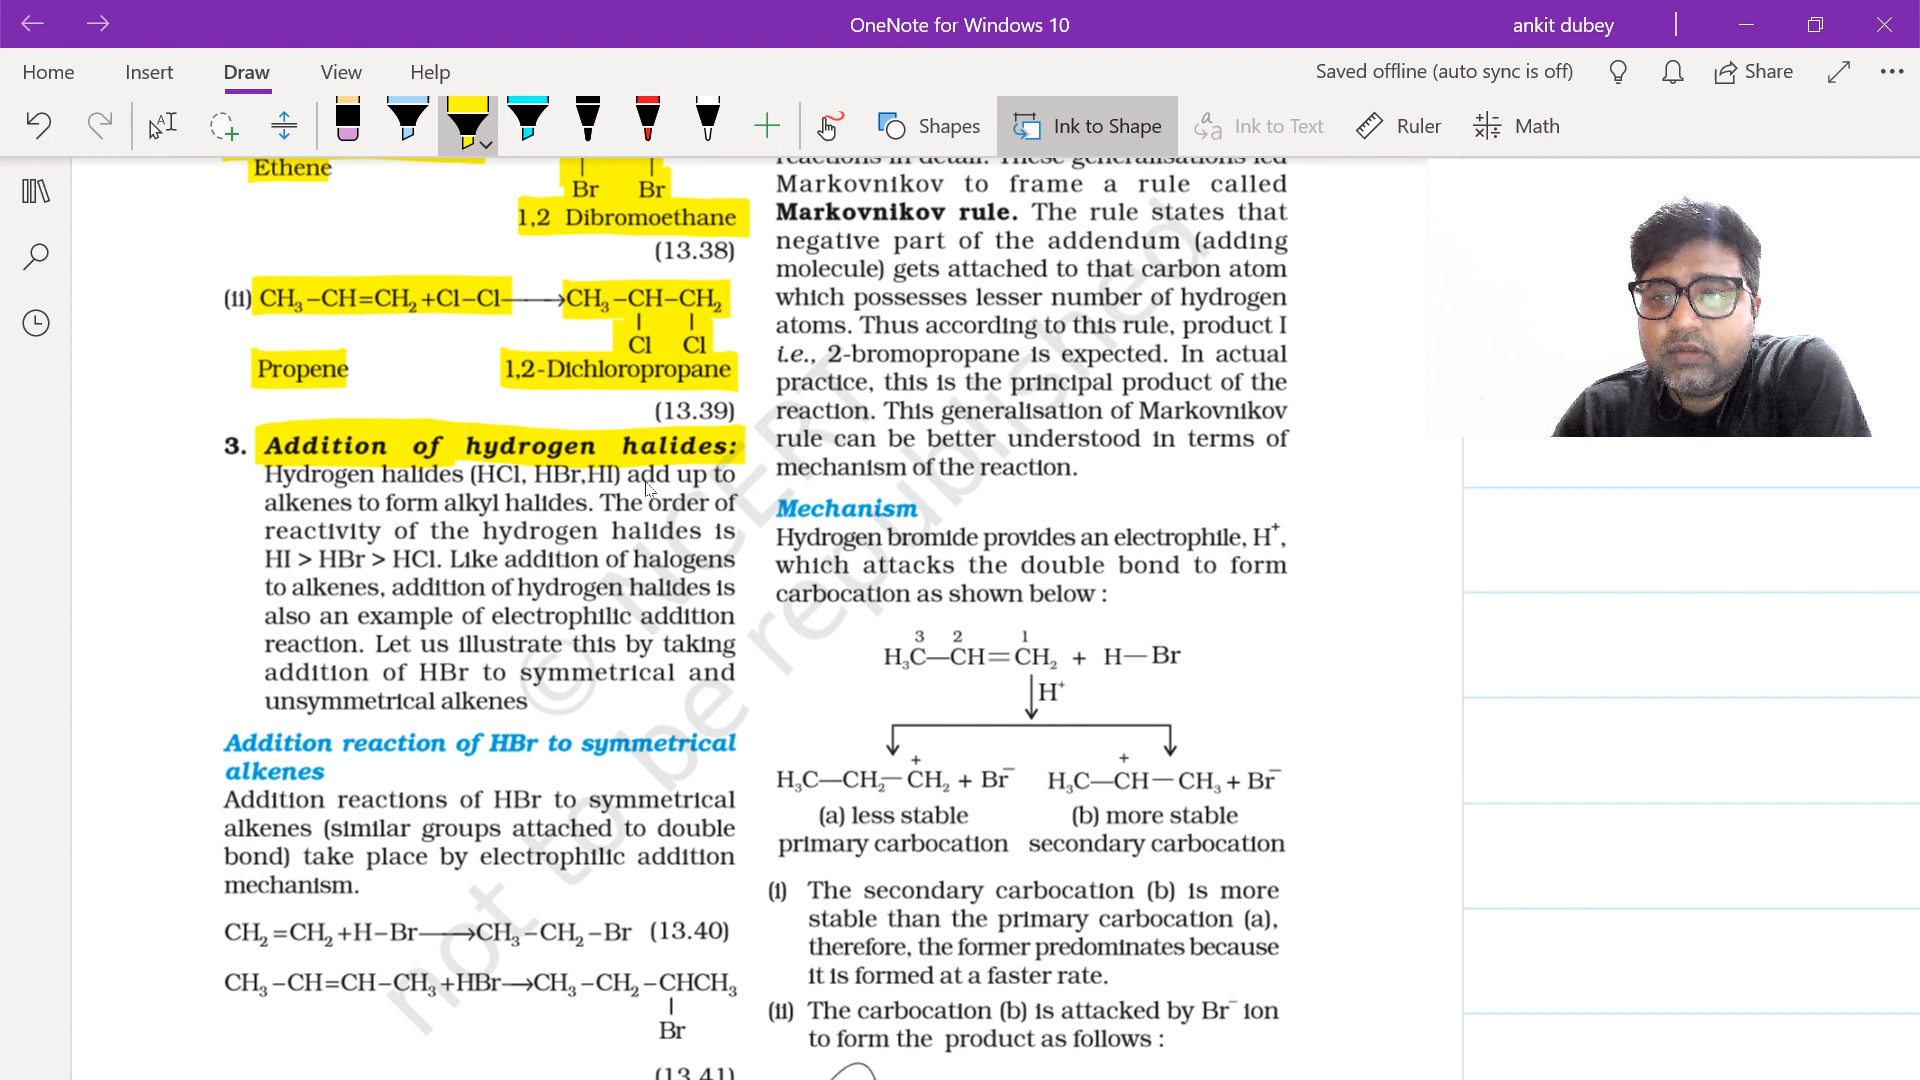 OneNote for Windows 10
ankit dubey
Home Insert Draw View Help
Saved offline (auto sync is off)
Share
Shapes
Ink to Shape
Ink to Text
Ruler
Math
Ethene
Br Br
1,2 Dibromoethane
(13.38)
(ii) CH₃–CH=CH₂+Cl–Cl⟶CH₃–CH–CH₂
Cl Cl
Propene 1,2-Dichloropropane
(13.39)
3. Addition of hydrogen halides:
Hydrogen halides (HCl, HBr,HI) add up to
alkenes to form alkyl halides. The order of
reactivity of the hydrogen halides is
HI > HBr > HCl. Like addition of halogens
to alkenes, addition of hydrogen halides is
also an example of electrophilic addition
reaction. Let us illustrate this by taking
addition of HBr to symmetrical and
unsymmetrical alkenes
Addition reaction of HBr to symmetrical
alkenes
Addition reactions of HBr to symmetrical
alkenes (similar groups attached to double
bond) take place by electrophilic addition
mechanism.
CH₂=CH₂+H–Br⟶CH₃–CH₂–Br (13.40)
CH₃–CH=CH–CH₃+HBr⟶CH₃–CH₂–CHCH₃
Br
(13.41)
reactions in detail. These generalisations led
Markovnikov to frame a rule called
Markovnikov rule. The rule states that
negative part of the addendum (adding
molecule) gets attached to that carbon atom
which possesses lesser number of hydrogen
atoms. Thus according to this rule, product I
i.e., 2-bromopropane is expected. In actual
practice, this is the principal product of the
reaction. This generalisation of Markovnikov
rule can be better understood in terms of
mechanism of the reaction.
Mechanism
Hydrogen bromide provides an electrophile, H⁺,
which attacks the double bond to form
carbocation as shown below :
3 2 1
H₃C—CH=CH₂ + H—Br
H⁺
+ +
H₃C—CH₂—CH₂ + Br⁻ H₃C—CH—CH₃ + Br⁻
(a) less stable (b) more stable
primary carbocation secondary carbocation
(i) The secondary carbocation (b) is more
stable than the primary carbocation (a),
therefore, the former predominates because
it is formed at a faster rate.
(ii) The carbocation (b) is attacked by Br⁻ ion
to form the product as follows :
© NCERT
not to be republished